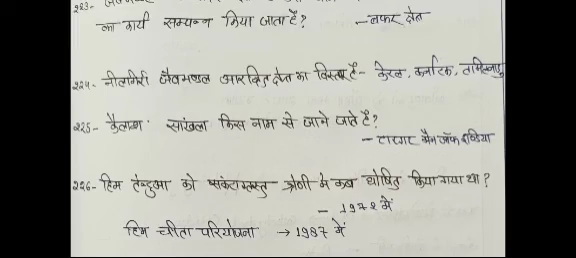 का कार्य सम्पन्न किया जाता है? - बफर क्षेत्र
224- नीलगिरी जैवमण्डल आरक्षित क्षेत्र का विस्तार है- केरल, कर्नाटक, तमिलनाडु
225- कैलाश सांखला किस नाम से जाने जाते है?
- टाइगर मैन ऑफ इण्डिया
226- हिम तेन्दुआ को संकटग्रस्त श्रेणी मे कब घोषित किया गया था?
- 1972 में
हिम चीता परियोजना → 1987 में